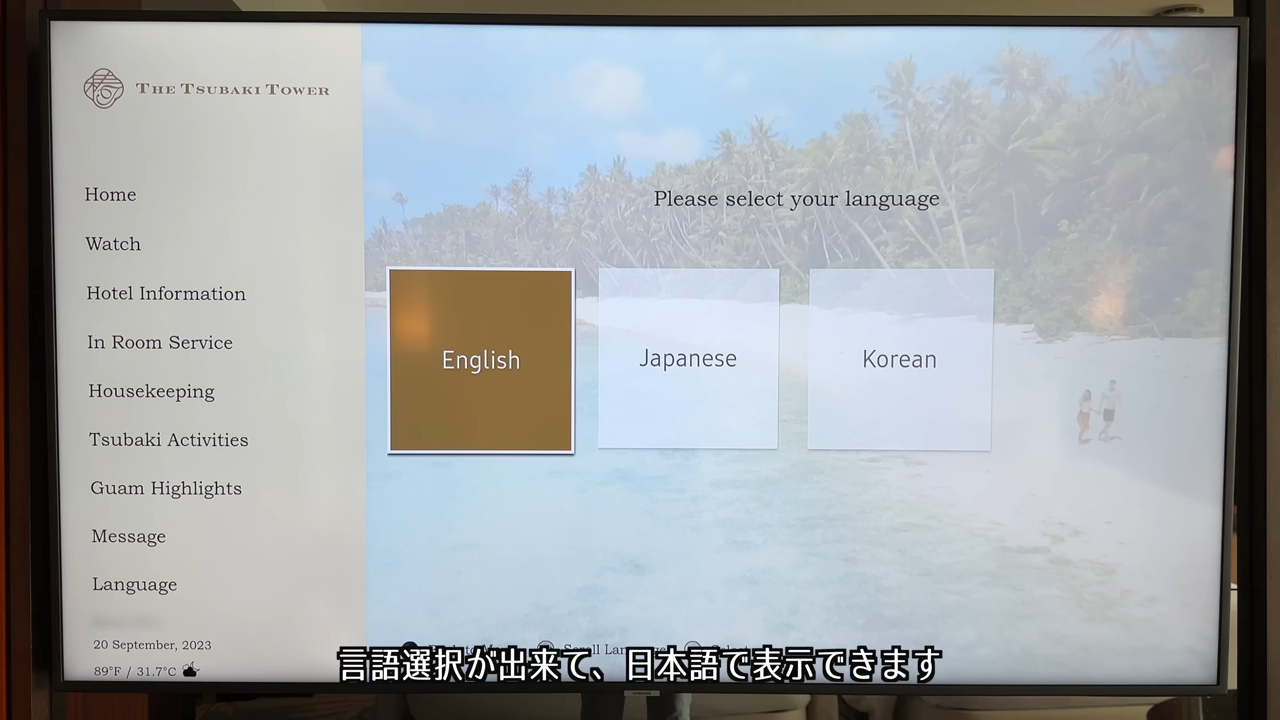 THE TSUBAKI TOWER
Home
Watch
Hotel Information
In Room Service
Housekeeping
Tsubaki Activities
Guam Highlights
Message
Language
20 September, 2023
89°F / 31.7°C
Please select your language
English
Japanese
Korean
言語選択が出来て、日本語で表示できます
SAMSUNG